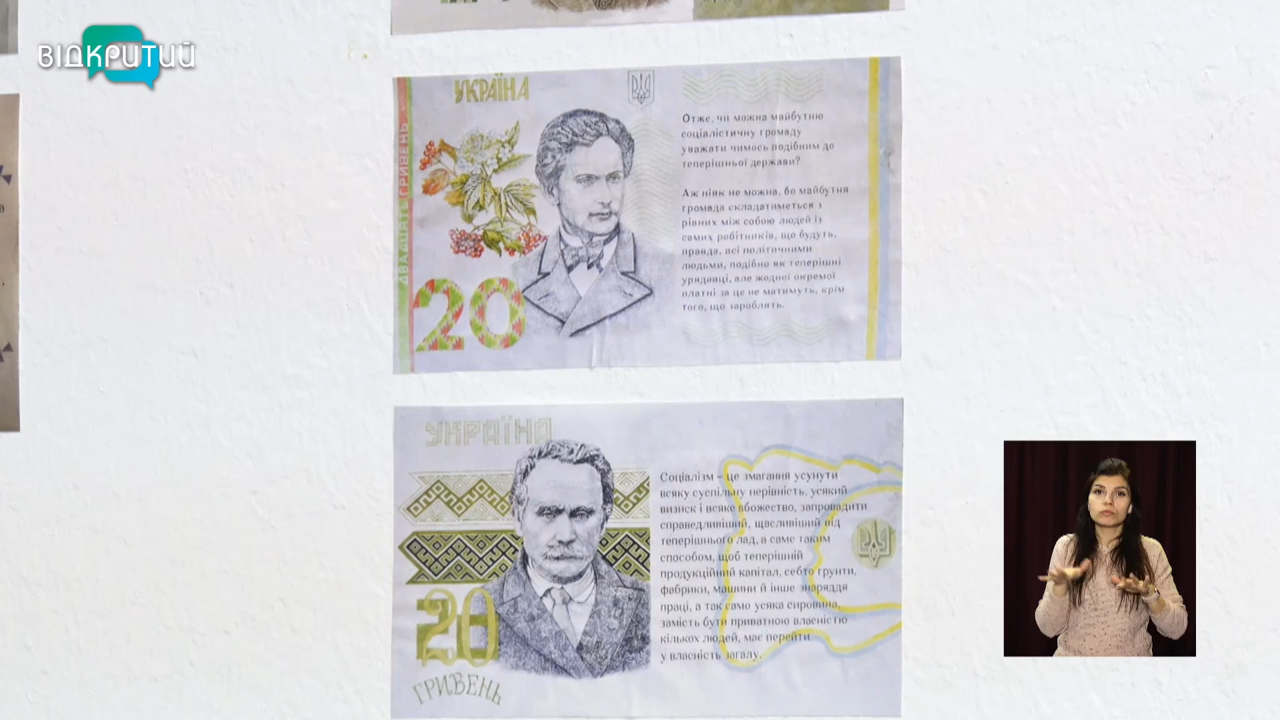 ВІДКРИТИЙ
УКРАЇНА
ДВАДЦЯТЬ ГРИВЕНЬ
20
Отже, чи можна майбутню
соціалістичну громаду
уважати чимось подібним до
теперішньої держави?
Аж ніяк не можна, бо майбутня
громада складатиметься з
рівних між собою людей із
самих робітників, що будуть,
правда, всі політичними
людьми, подібно як теперішні
урядовці, але жодної окремої
платні за це не матимуть, крім
того, що зароблять.
УКРАЇНА
20
ГРИВЕНЬ
Соціалізм – це змагання усунути
всяку суспільну нерівність, усякий
визиск і всяке убожество, запровадити
справедливіший, щасливіший від
теперішнього лад, а саме таким
способом, щоб теперішній
продукційний капітал, себто ґрунти,
фабрики, машини й інше знаряддя
праці, а так само усяка сировина,
замість бути приватною власністю
кількох людей, має перейти
у власність загалу.